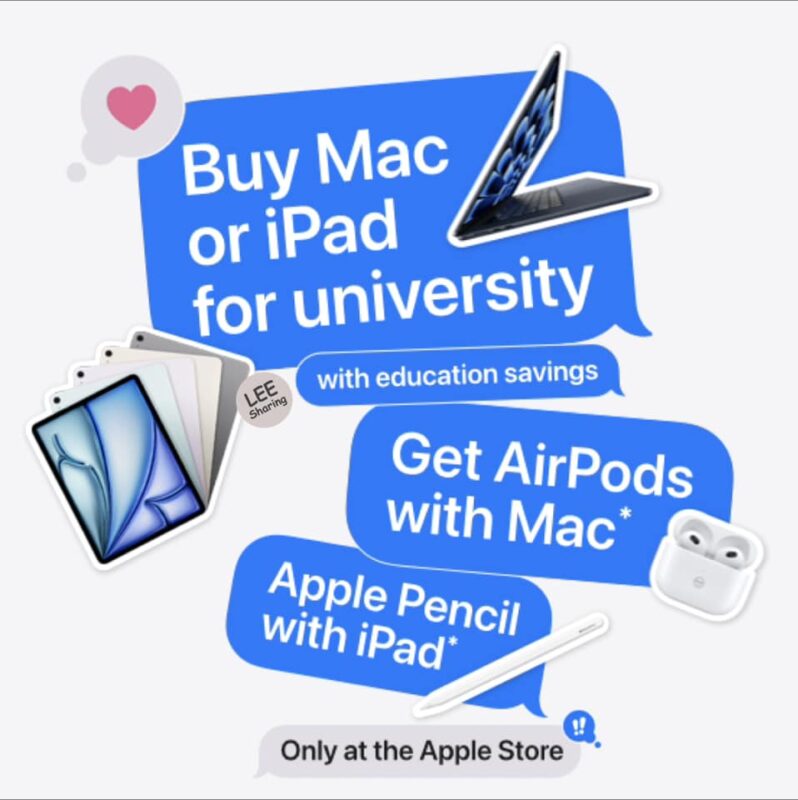 Buy Mac
or iPad
for university
with education savings
LEE
Sharing
Get AirPods
with Mac*
Apple Pencil
with iPad*
!!
Only at the Apple Store